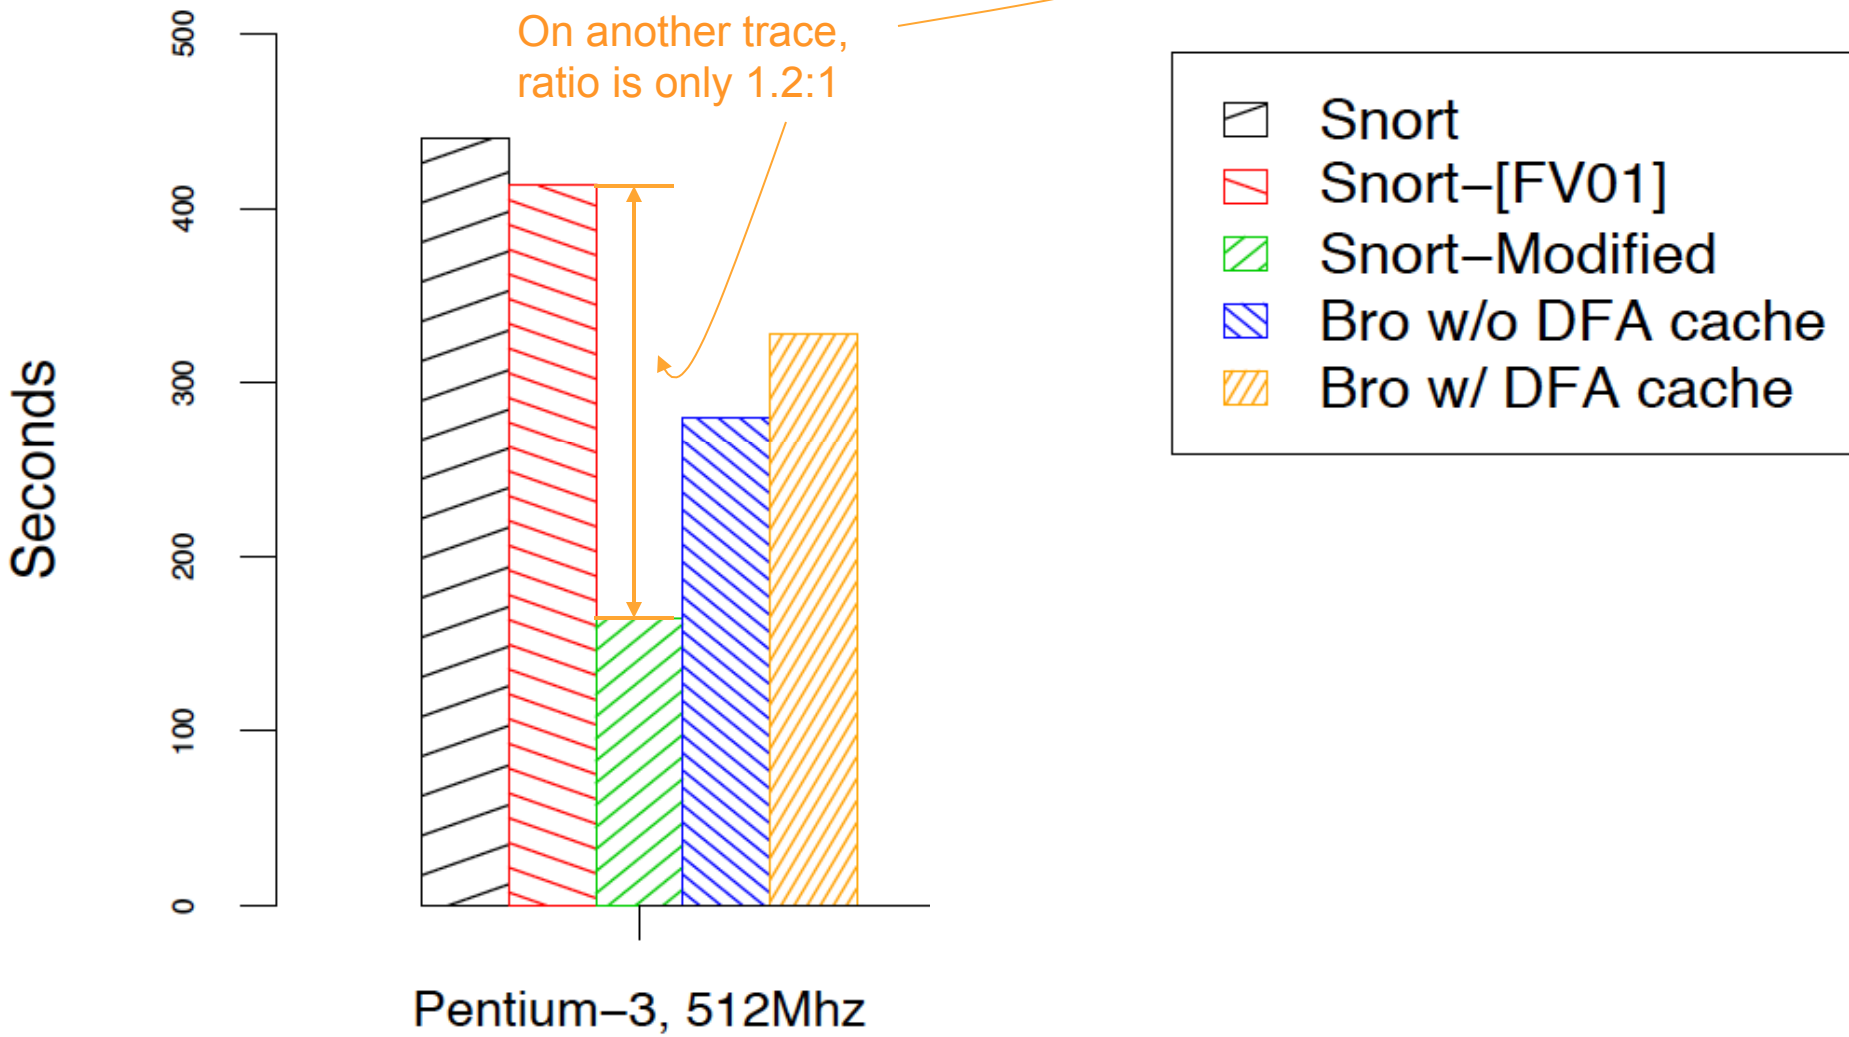 On another trace,
ratio is only 1.2:1
Seconds
500
400
300
200
100
0
Pentium−3, 512Mhz
Snort
Snort−[FV01]
Snort−Modified
Bro w/o DFA cache
Bro w/ DFA cache